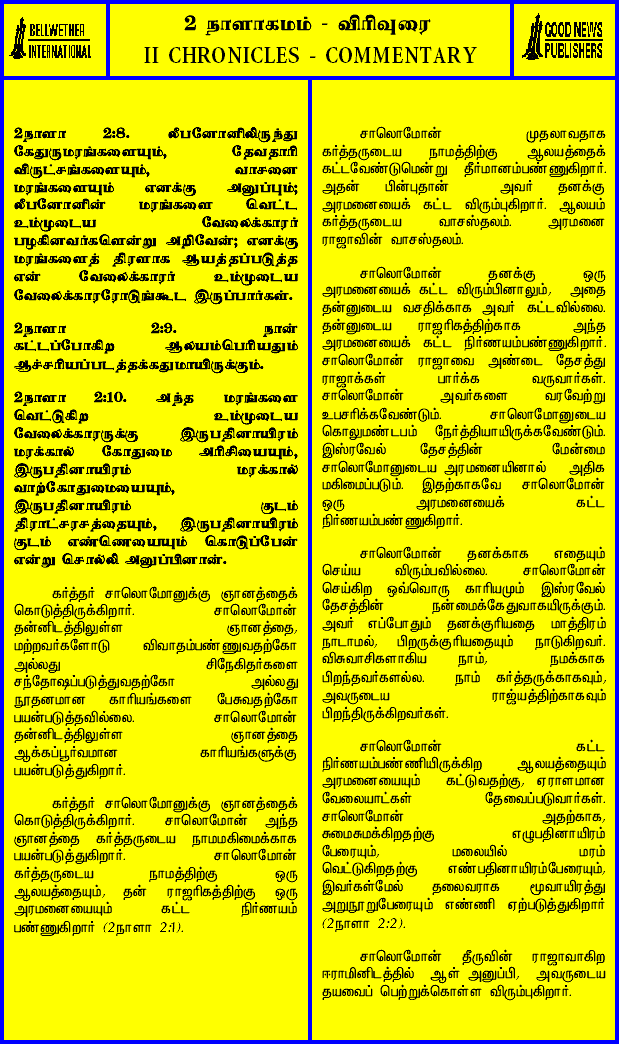 BELLWETHER
INTERNATIONAL
2 நாளாகமம் - விரிவுரை
II CHRONICLES - COMMENTARY
GOOD NEWS
PUBLISHERS
2நாளா 2:8. லீபனோனிலிருந்து
கேதுருமரங்களையும், தேவதாரி
விருட்சங்களையும், வாசனை
மரங்களையும் எனக்கு அனுப்பும்;
லீபனோனின் மரங்களை வெட்ட
உம்முடைய வேலைக்காரர்
பழகினவர்களென்று அறிவேன்; எனக்கு
மரங்களைத் திரளாக ஆயத்தப்படுத்த
என் வேலைக்காரர் உம்முடைய
வேலைக்காரரோடுங்கூட இருப்பார்கள்.
2நாளா 2:9. நான்
கட்டப்போகிற ஆலயம்பெரியதும்
ஆச்சரியப்படத்தக்கதுமாயிருக்கும்.
2நாளா 2:10. அந்த மரங்களை
வெட்டுகிற உம்முடைய
வேலைக்காரருக்கு இருபதினாயிரம்
மரக்கால் கோதுமை அரிசியையும்,
இருபதினாயிரம் மரக்கால்
வாற்கோதுமையையும்,
இருபதினாயிரம் குடம்
திராட்சரசத்தையும், இருபதினாயிரம்
குடம் எண்ணெயையும் கொடுப்பேன்
என்று சொல்லி அனுப்பினான்.
கர்த்தர் சாலொமோனுக்கு ஞானத்தைக்
கொடுத்திருக்கிறார். சாலொமோன்
தன்னிடத்திலுள்ள ஞானத்தை,
மற்றவர்களோடு விவாதம்பண்ணுவதற்கோ
அல்லது சிநேகிதர்களை
சந்தோஷப்படுத்துவதற்கோ அல்லது
நூதனமான காரியங்களை பேசுவதற்கோ
பயன்படுத்தவில்லை. சாலொமோன்
தன்னிடத்திலுள்ள ஞானத்தை
ஆக்கப்பூர்வமான காரியங்களுக்கு
பயன்படுத்துகிறார்.
கர்த்தர் சாலொமோனுக்கு ஞானத்தைக்
கொடுத்திருக்கிறார். சாலொமோன் அந்த
ஞானத்தை கர்த்தருடைய நாமமகிமைக்காக
பயன்படுத்துகிறார். சாலொமோன்
கர்த்தருடைய நாமத்திற்கு ஒரு
ஆலயத்தையும், தன் ராஜரிகத்திற்கு ஒரு
அரமனையையும் கட்ட நிர்ணயம்
பண்ணுகிறார் (2நாளா 2:1).
சாலொமோன் முதலாவதாக
கர்த்தருடைய நாமத்திற்கு ஆலயத்தைக்
கட்டவேண்டுமென்று தீர்மானம்பண்ணுகிறார்.
அதன் பின்புதான் அவர் தனக்கு
அரமனையைக் கட்ட விரும்புகிறார். ஆலயம்
கர்த்தருடைய வாசஸ்தலம். அரமனை
ராஜாவின் வாசஸ்தலம்.
சாலொமோன் தனக்கு ஒரு
அரமனையைக் கட்ட விரும்பினாலும், அதை
தன்னுடைய வசதிக்காக அவர் கட்டவில்லை.
தன்னுடைய ராஜரிகத்திற்காக அந்த
அரமனையைக் கட்ட நிர்ணயம்பண்ணுகிறார்.
சாலொமோன் ராஜாவை அண்டை தேசத்து
ராஜாக்கள் பார்க்க வருவார்கள்.
சாலொமோன் அவர்களை வரவேற்று
உபசரிக்கவேண்டும். சாலொமோனுடைய
கொலுமண்டபம் நேர்த்தியாயிருக்கவேண்டும்.
இஸ்ரவேல் தேசத்தின் மேன்மை
சாலொமோனுடைய அரமனையினால் அதிக
மகிமைப்படும். இதற்காகவே சாலொமோன்
ஒரு அரமனையைக் கட்ட
நிர்ணயம்பண்ணுகிறார்.
சாலொமோன் தனக்காக எதையும்
செய்ய விரும்பவில்லை. சாலொமோன்
செய்கிற ஒவ்வொரு காரியமும் இஸ்ரவேல்
தேசத்தின் நன்மைக்கேதுவாகயிருக்கும்.
அவர் எப்போதும் தனக்குரியதை மாத்திரம்
நாடாமல், பிறருக்குரியதையும் நாடுகிறவர்.
விசுவாசிகளாகிய நாம், நமக்காக
பிறந்தவர்களல்ல. நாம் கர்த்தருக்காகவும்,
அவருடைய ராஜ்யத்திற்காகவும்
பிறந்திருக்கிறவர்கள்.
சாலொமோன் கட்ட
நிர்ணயம்பண்ணியிருக்கிற ஆலயத்தையும்
அரமனையையும் கட்டுவதற்கு, ஏராளமான
வேலையாட்கள் தேவைப்படுவார்கள்.
சாலொமோன் அதற்காக,
சுமைசுமக்கிறதற்கு எழுபதினாயிரம்
பேரையும், மலையில் மரம்
வெட்டுகிறதற்கு எண்பதினாயிரம்பேரையும்,
இவர்கள்மேல் தலைவராக மூவாயிரத்து
அறுநூறுபேரையும் எண்ணி ஏற்படுத்துகிறார்
(2நாளா 2:2).
சாலொமோன் தீருவின் ராஜாவாகிற
ஈராமினிடத்தில் ஆள் அனுப்பி, அவருடைய
தயவைப் பெற்றுக்கொள்ள விரும்புகிறார்.